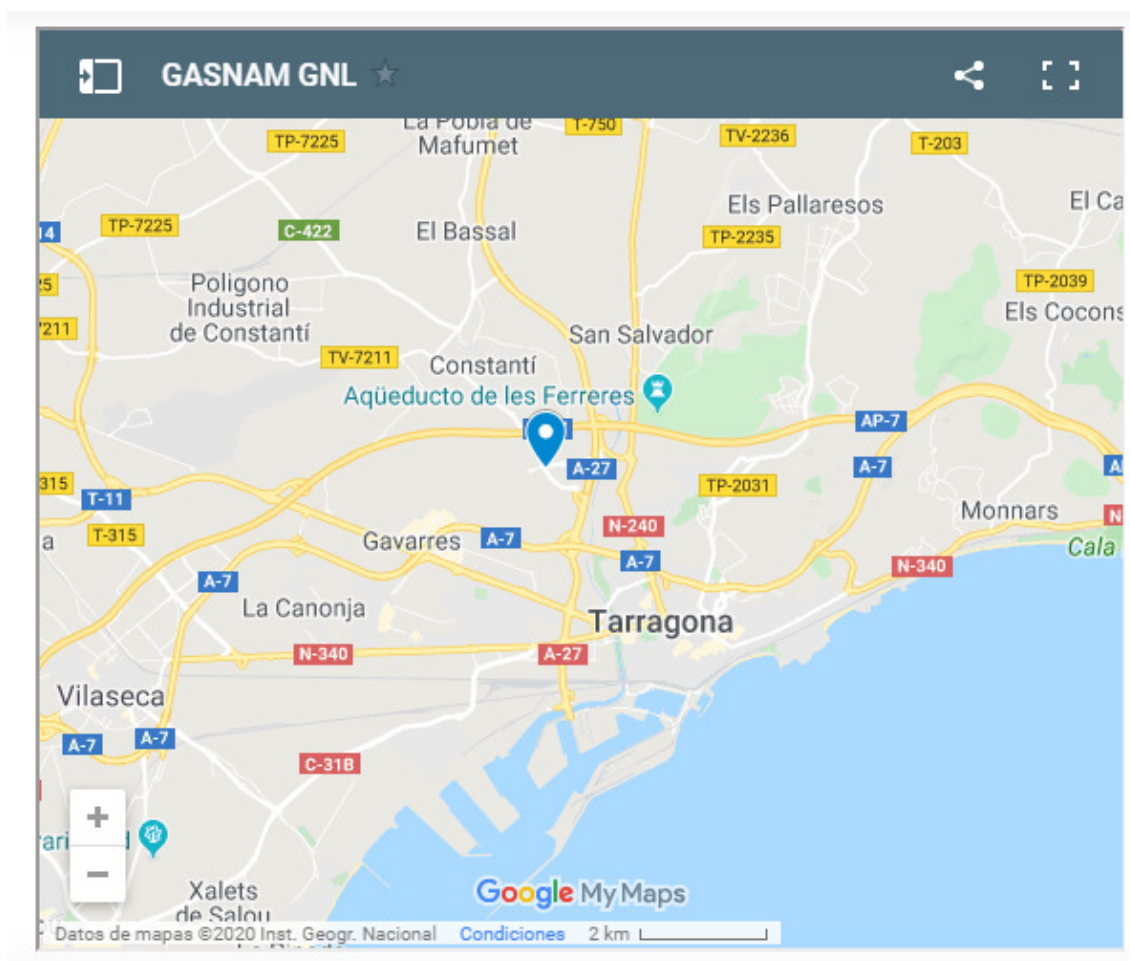 GASNAM GNL
La Pobla de
Mafumet
T-750
TP-7225
TV-2236
T-203
Els Pallaresos
El Ca
TP-7225
C-422
El Bassal
TP-2235
14
Poligono
Industrial
de Constantí
TP-2039
Els Cocons
7211
San Salvador
TV-7211
Constantí
Aqüeducto de les Ferreres
AP-7
A-27
A-7
315
T-11
TP-2031
Monnars
N
T-315
a
Gavarres
A-7
N-240
A-7
N-340
Cala
A-7
La Canonja
Tarragona
N-340
A-27
Vilaseca
A-7
A-7
C-31B
+
−
Xalets
de Salou
Google My Maps
Datos de mapas ©2020 Inst. Geogr. Nacional
Condiciones
2 km